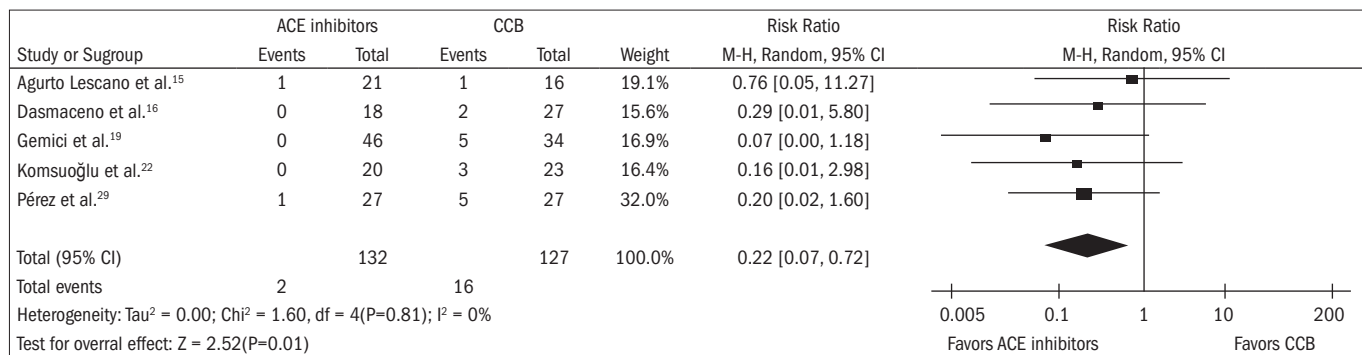 ACE inhibitors CCB Risk Ratio Risk Ratio
Study or Sugroup Events Total Events Total Weight M-H, Random, 95% CI M-H, Random, 95% CI
Agurto Lescano et al.15 1 21 1 16 19.1% 0.76 [0.05, 11.27]
Dasmaceno et al.16 0 18 2 27 15.6% 0.29 [0.01, 5.80]
Gemici et al.19 0 46 5 34 16.9% 0.07 [0.00, 1.18]
Komsuoğlu et al.22 0 20 3 23 16.4% 0.16 [0.01, 2.98]
Pérez et al.29 1 27 5 27 32.0% 0.20 [0.02, 1.60]
Total (95% CI) 132 127 100.0% 0.22 [0.07, 0.72]
Total events 2 16
Heterogeneity: Tau2 = 0.00; Chi2 = 1.60, df = 4(P=0.81); I2 = 0%
Test for overral effect: Z = 2.52(P=0.01)
0.005 0.1 1 10 200
Favors ACE inhibitors Favors CCB